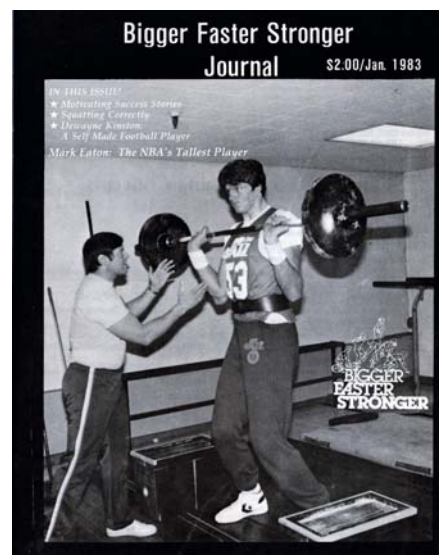 Bigger Faster Stronger
Journal
$2.00/Jan. 1983
IN THIS ISSUE!
★ Motivating Success Stories
★ Squatting Correctly
★ Dewayne Kinston:
A Self Made Football Player
Mark Eaton: The NBA's Tallest Player
53
BIGGER
FASTER
STRONGER